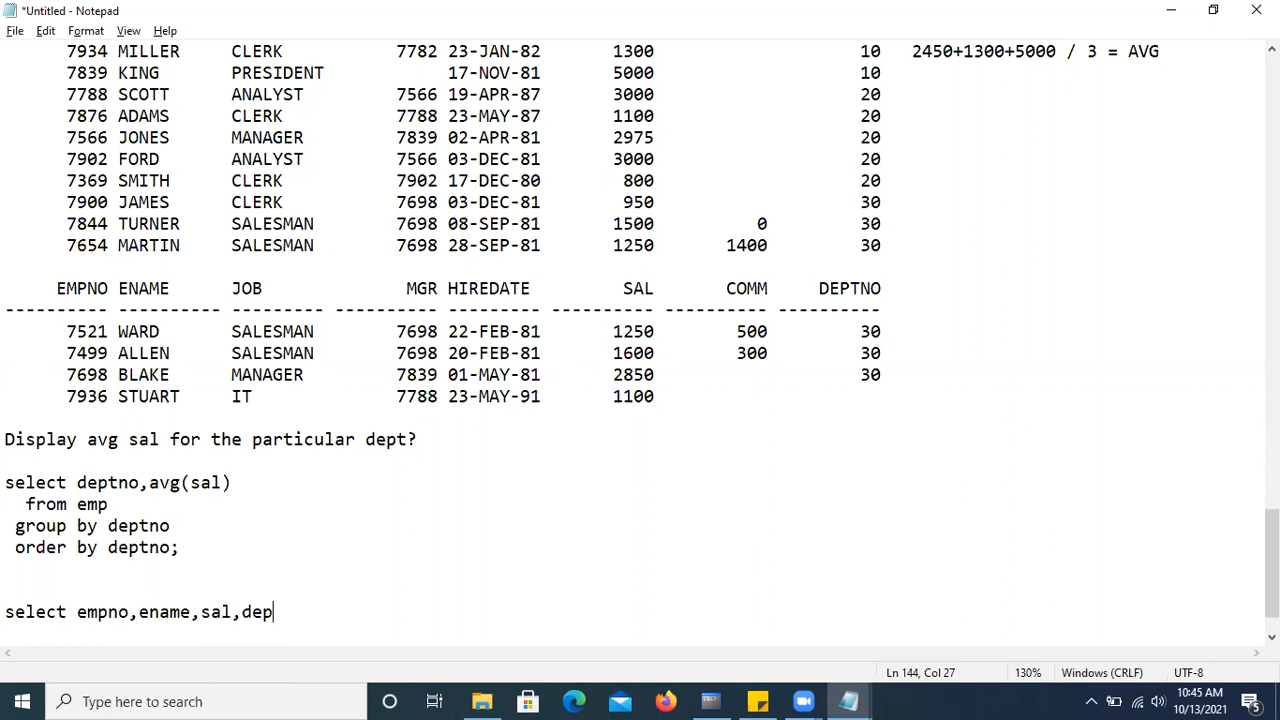 *Untitled - Notepad
File Edit Format View Help
7934 MILLER CLERK 7782 23-JAN-82 1300 10 2450+1300+5000 / 3 = AVG
7839 KING PRESIDENT 17-NOV-81 5000 10
7788 SCOTT ANALYST 7566 19-APR-87 3000 20
7876 ADAMS CLERK 7788 23-MAY-87 1100 20
7566 JONES MANAGER 7839 02-APR-81 2975 20
7902 FORD ANALYST 7566 03-DEC-81 3000 20
7369 SMITH CLERK 7902 17-DEC-80 800 20
7900 JAMES CLERK 7698 03-DEC-81 950 30
7844 TURNER SALESMAN 7698 08-SEP-81 1500 0 30
7654 MARTIN SALESMAN 7698 28-SEP-81 1250 1400 30
EMPNO ENAME JOB MGR HIREDATE SAL COMM DEPTNO
---------- ---------- --------- ---------- --------- ---------- ---------- ----------
7521 WARD SALESMAN 7698 22-FEB-81 1250 500 30
7499 ALLEN SALESMAN 7698 20-FEB-81 1600 300 30
7698 BLAKE MANAGER 7839 01-MAY-81 2850 30
7936 STUART IT 7788 23-MAY-91 1100
Display avg sal for the particular dept?
select deptno,avg(sal)
from emp
group by deptno
order by deptno;
select empno,ename,sal,dep
Ln 144, Col 27 130% Windows (CRLF) UTF-8
Type here to search
10:45 AM
10/13/2021
5